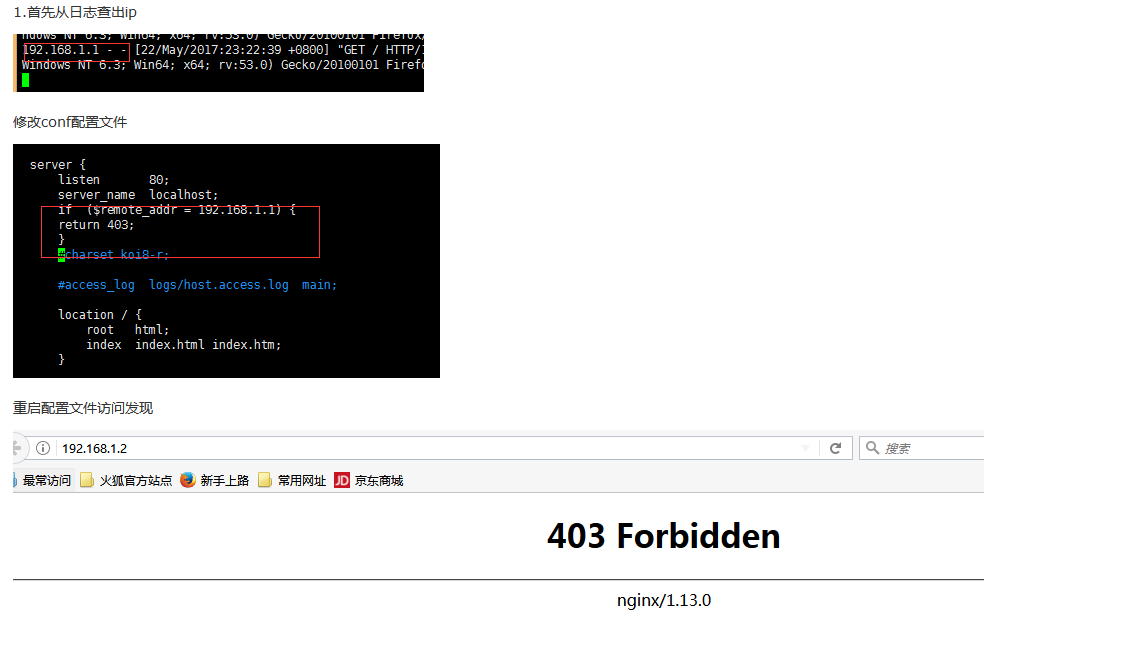 1.首先从日志查出ip
ndows NT 6.3; Win64; x64; rv:53.0) Gecko/20100101 Firefox/
192.168.1.1 - - [22/May/2017:23:22:39 +0800] "GET / HTTP/1
Windows NT 6.3; Win64; x64; rv:53.0) Gecko/20100101 Firefo
修改conf配置文件
server {
listen 80;
server_name localhost;
if ($remote_addr = 192.168.1.1) {
return 403;
}
#charset koi8-r;
#access_log logs/host.access.log main;
location / {
root html;
index index.html index.htm;
}
重启配置文件访问发现
192.168.1.2 搜索
最常访问 火狐官方站点 新手上路 常用网址 JD 京东商城
403 Forbidden
nginx/1.13.0